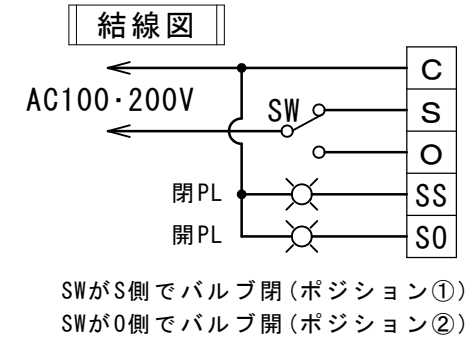 結線図
AC100・200V
SW
C
S
O
閉PL
SS
開PL
SO
SWがS側でバルブ閉(ポジション①)
SWがO側でバルブ開(ポジション②)